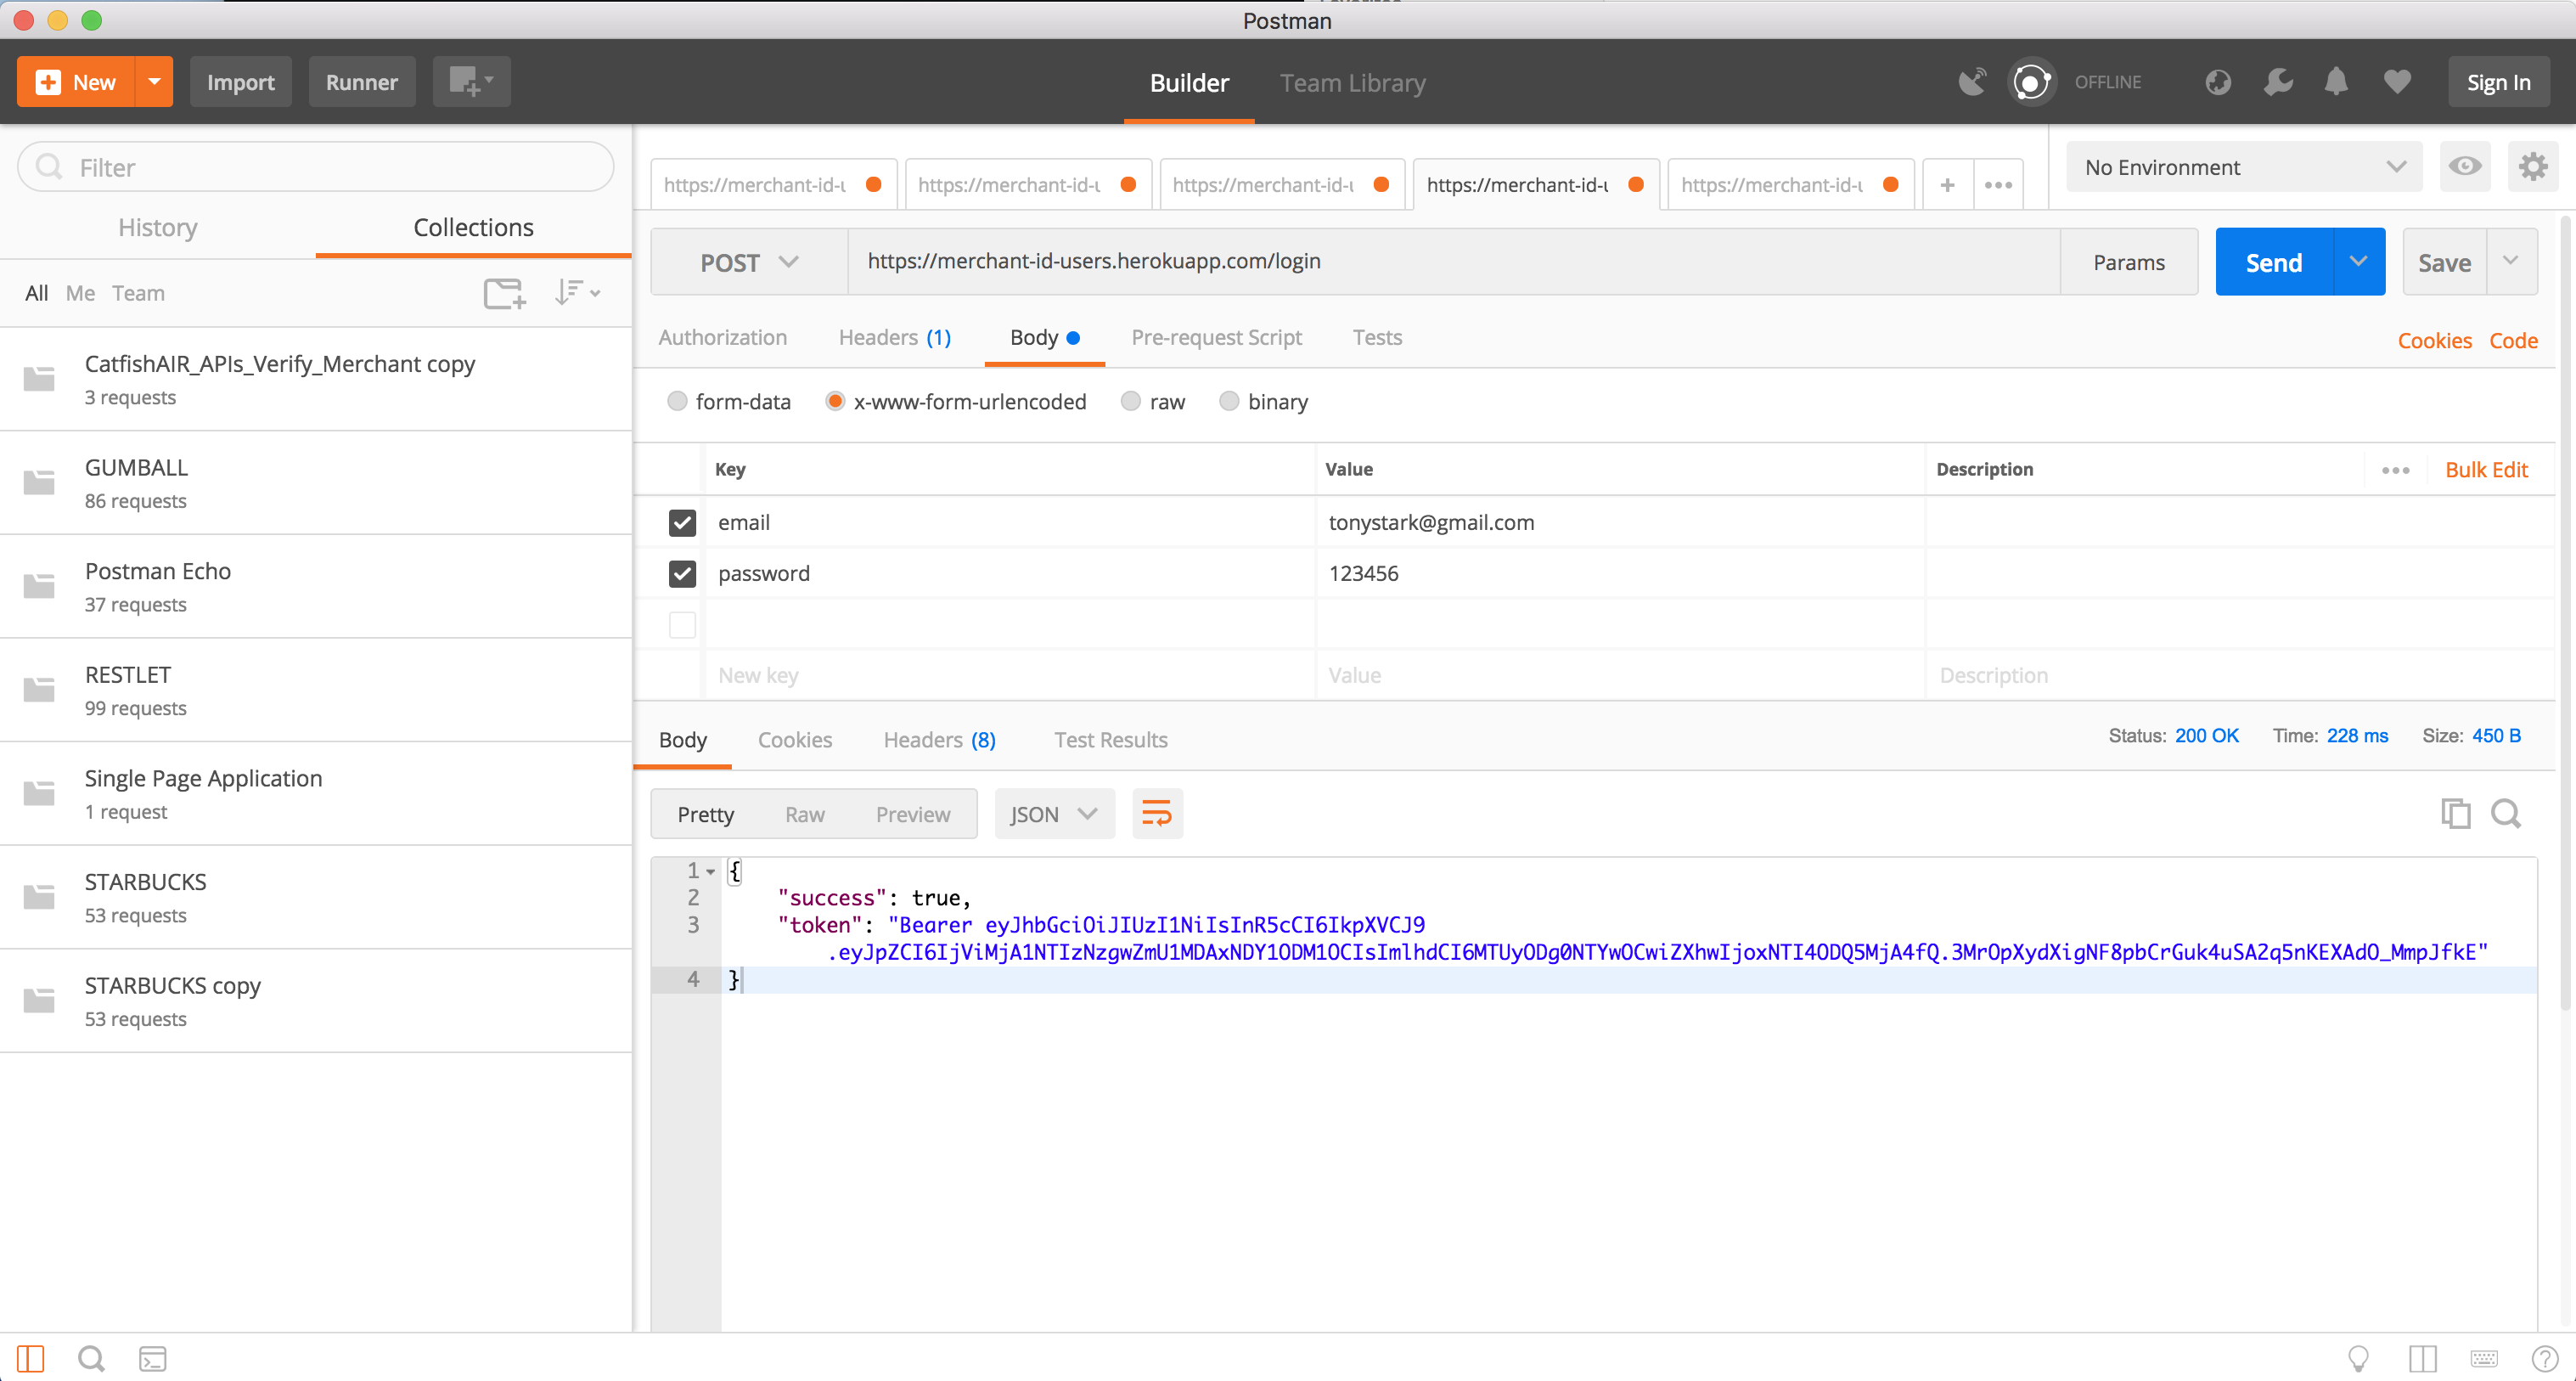 Postman
New
Import
Runner
Builder
Team Library
OFFLINE
Sign In
Filter
History
Collections
All Me Team
CatfishAIR_APIs_Verify_Merchant copy
3 requests
GUMBALL
86 requests
Postman Echo
37 requests
RESTLET
99 requests
Single Page Application
1 request
STARBUCKS
53 requests
STARBUCKS copy
53 requests
https://merchant-id-u
https://merchant-id-u
https://merchant-id-u
https://merchant-id-u
https://merchant-id-u
No Environment
POST
https://merchant-id-users.herokuapp.com/login
Params
Send
Save
Authorization
Headers (1)
Body
Pre-request Script
Tests
Cookies
Code
form-data
x-www-form-urlencoded
raw
binary
Key Value Description
Bulk Edit
email tonystark@gmail.com
password 123456
New key Value Description
Body
Cookies
Headers (8)
Test Results
Status: 200 OK Time: 228 ms Size: 450 B
Pretty
Raw
Preview
JSON
1 {
2 "success": true,
3 "token": "Bearer eyJhbGciOiJIUzI1NiIsInR5cCI6IkpXVCJ9
.eyJpZCI6IjViMjA1NTIzNzgwZmU1MDAxNDY1ODM1OCIsImlhdCI6MTUyODg0NTYwOCwiZXhwIjoxNTI4ODQ5MjA4fQ.3MrOpXydXigNF8pbCrGuk4uSA2q5nKEXAdO_MmpJfkE"
4 }